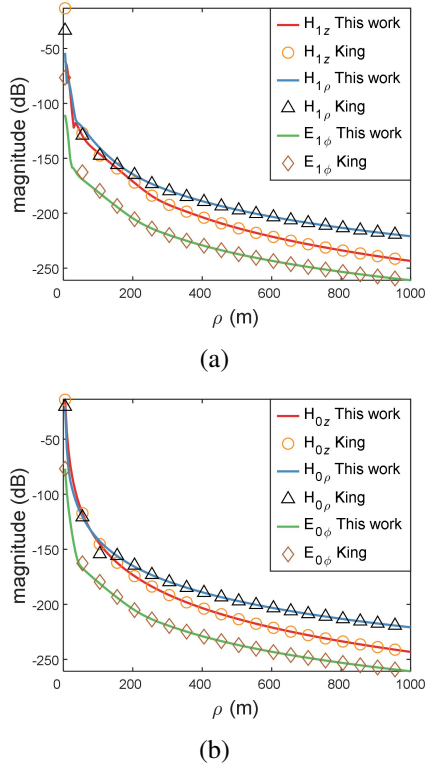 H1z This work
H1z King
H1ρ This work
H1ρ King
E1ϕ This work
E1ϕ King
magnitude (dB)
-50
-100
-150
-200
-250
0 200 400 600 800 1000
ρ (m)
(a)
H0z This work
H0z King
H0ρ This work
H0ρ King
E0ϕ This work
E0ϕ King
magnitude (dB)
-50
-100
-150
-200
-250
0 200 400 600 800 1000
ρ (m)
(b)